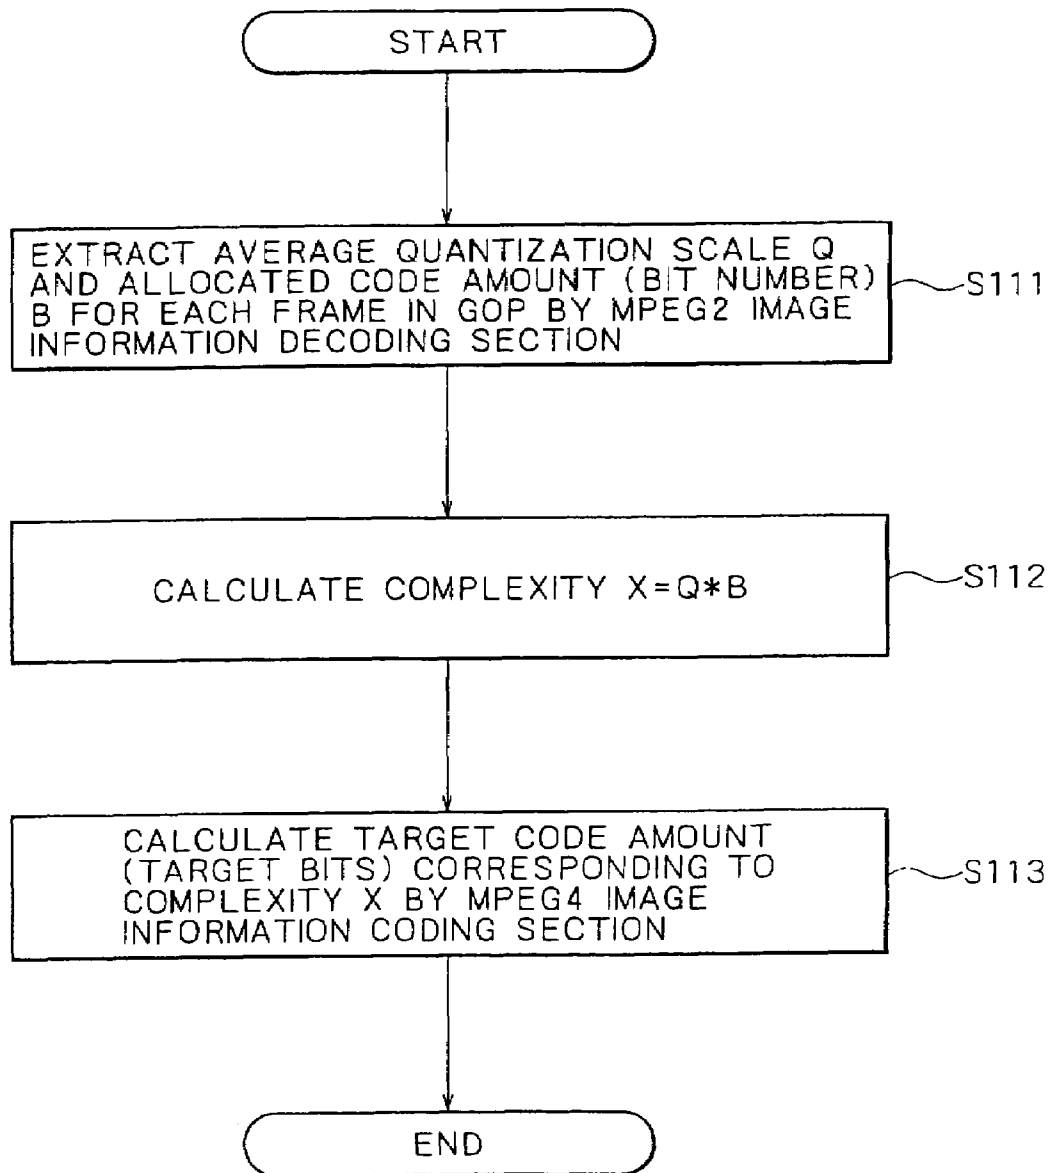 START
EXTRACT AVERAGE QUANTIZATION SCALE Q
AND ALLOCATED CODE AMOUNT (BIT NUMBER)
B FOR EACH FRAME IN GOP BY MPEG2 IMAGE
INFORMATION DECODING SECTION
S111
CALCULATE COMPLEXITY X=Q*B
S112
CALCULATE TARGET CODE AMOUNT
(TARGET BITS) CORRESPONDING TO
COMPLEXITY X BY MPEG4 IMAGE
INFORMATION CODING SECTION
S113
END